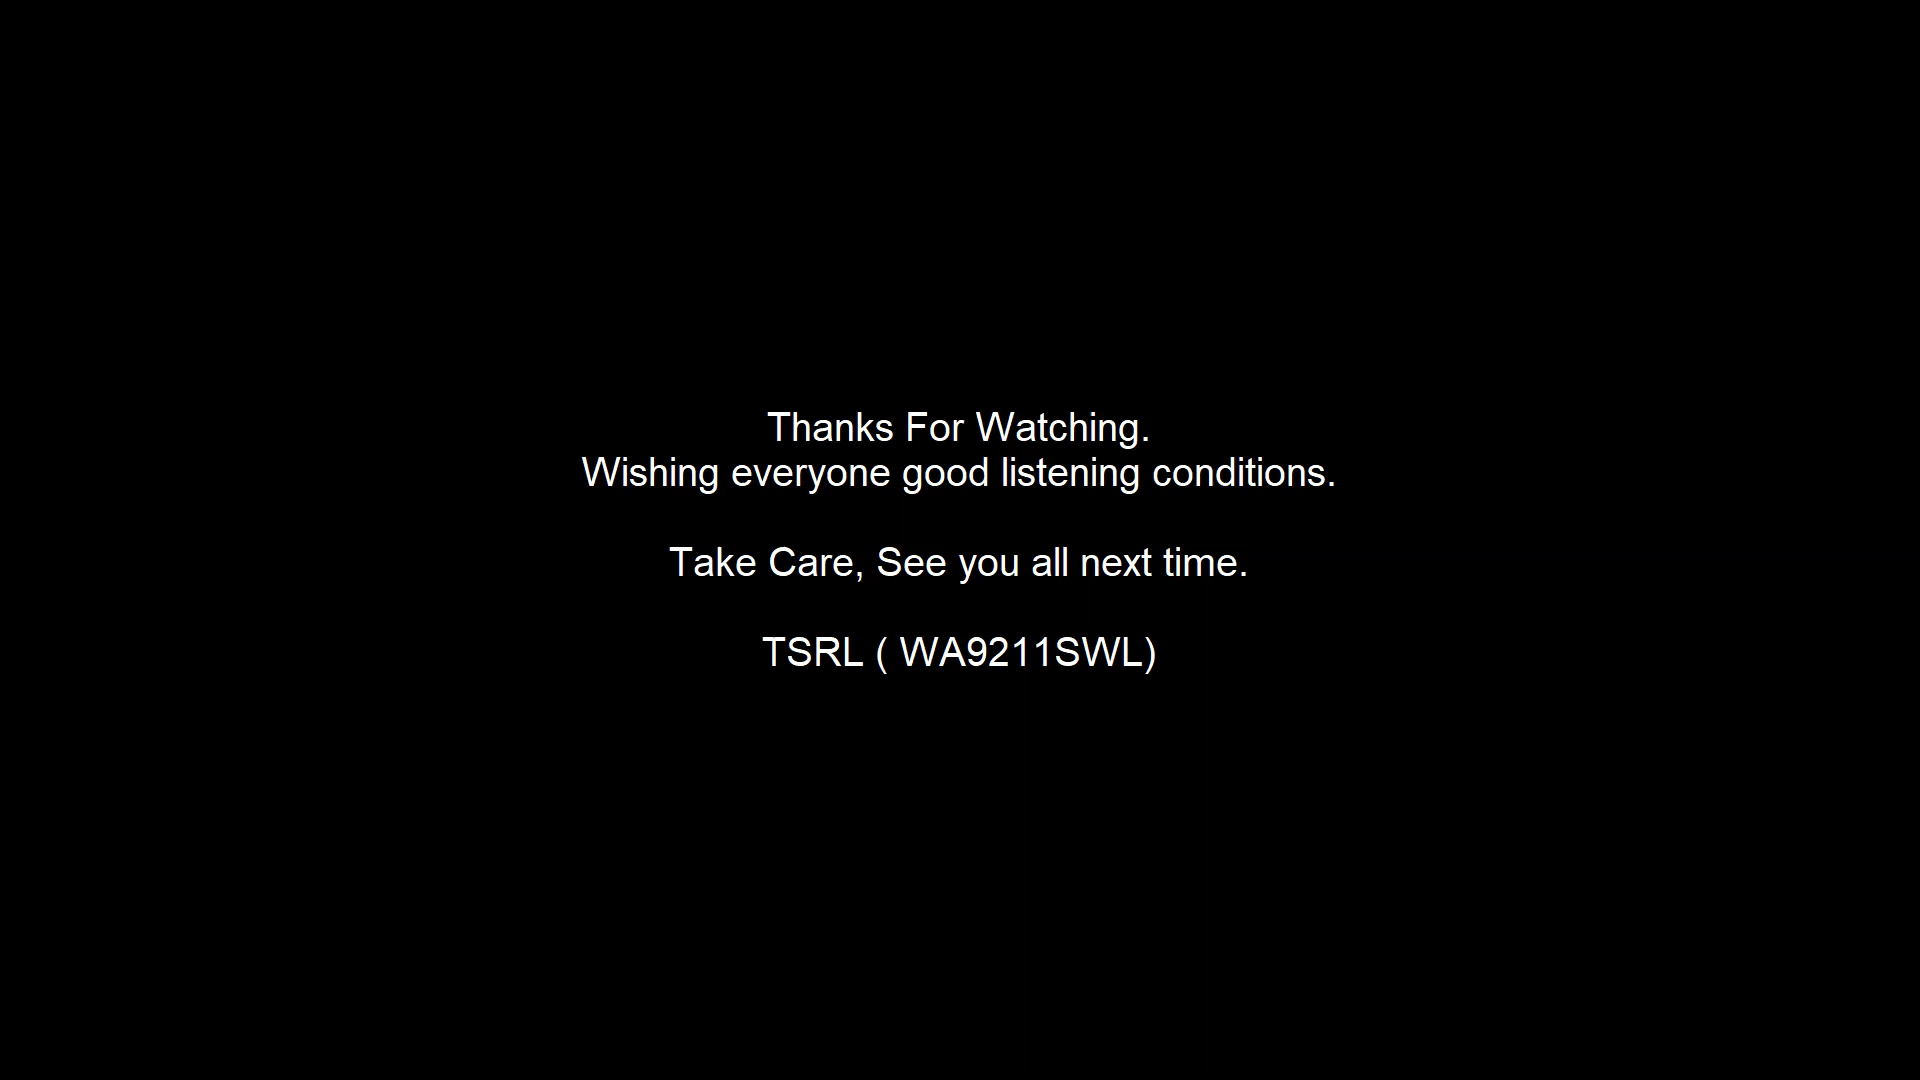 Thanks For Watching.
Wishing everyone good listening conditions.
Take Care, See you all next time.
TSRL ( WA9211SWL)